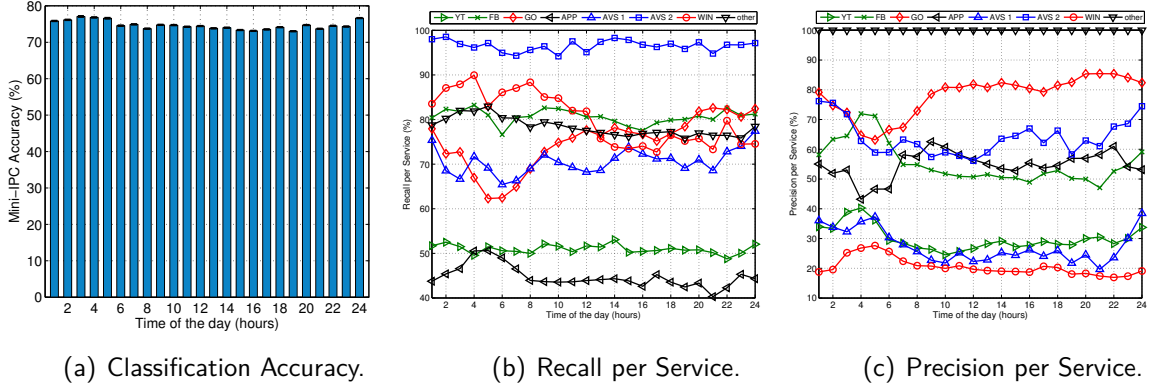 80
70
60
50
40
30
20
10
0
Mini−IPC Accuracy (%)
2 4 6 8 10 12 14 16 18 20 22 24
Time of the day (hours)
(a) Classification Accuracy.
YT FB GO APP AVS 1 AVS 2 WIN other
100
90
80
70
60
50
40
Recall per Service (%)
2 4 6 8 10 12 14 16 18 20 22 24
Time of the day (hours)
(b) Recall per Service.
YT FB GO APP AVS 1 AVS 2 WIN other
100
90
80
70
60
50
40
30
20
10
Precision per Service (%)
2 4 6 8 10 12 14 16 18 20 22 24
Time of the day (hours)
(c) Precision per Service.